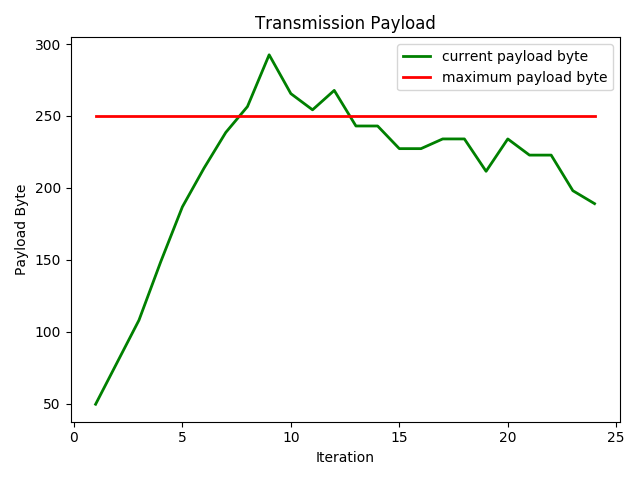 Transmission Payload
current payload byte
maximum payload byte
300
250
200
150
100
50
Payload Byte
0
5
10
15
20
25
Iteration